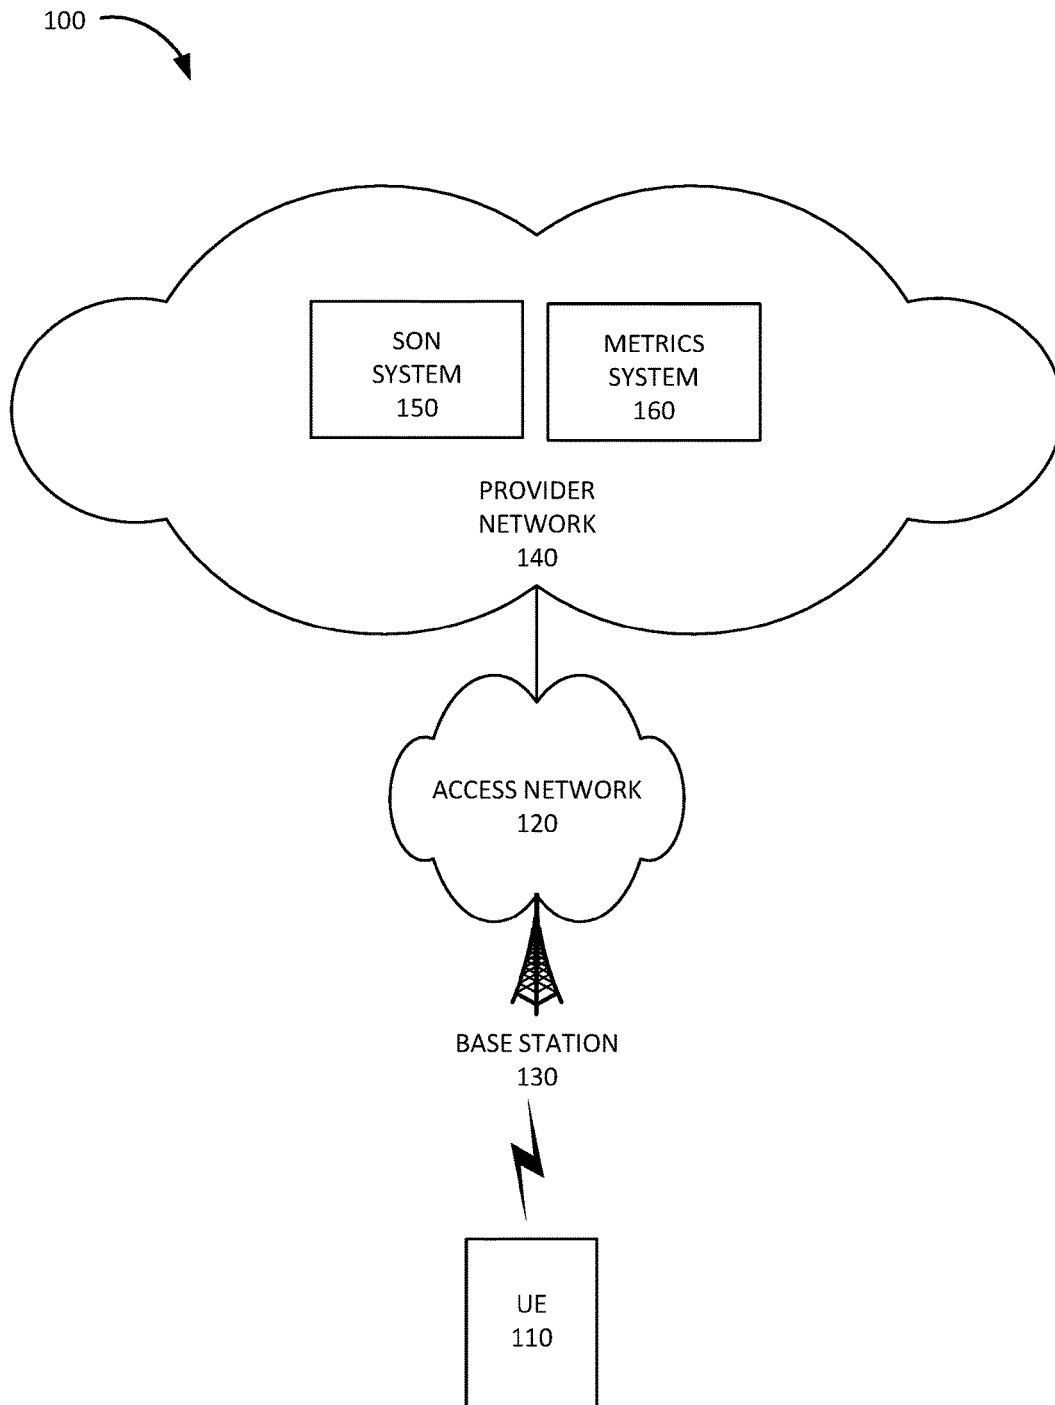 100
SON
SYSTEM
150
METRICS
SYSTEM
160
PROVIDER
NETWORK
140
ACCESS NETWORK
120
BASE STATION
130
UE
110